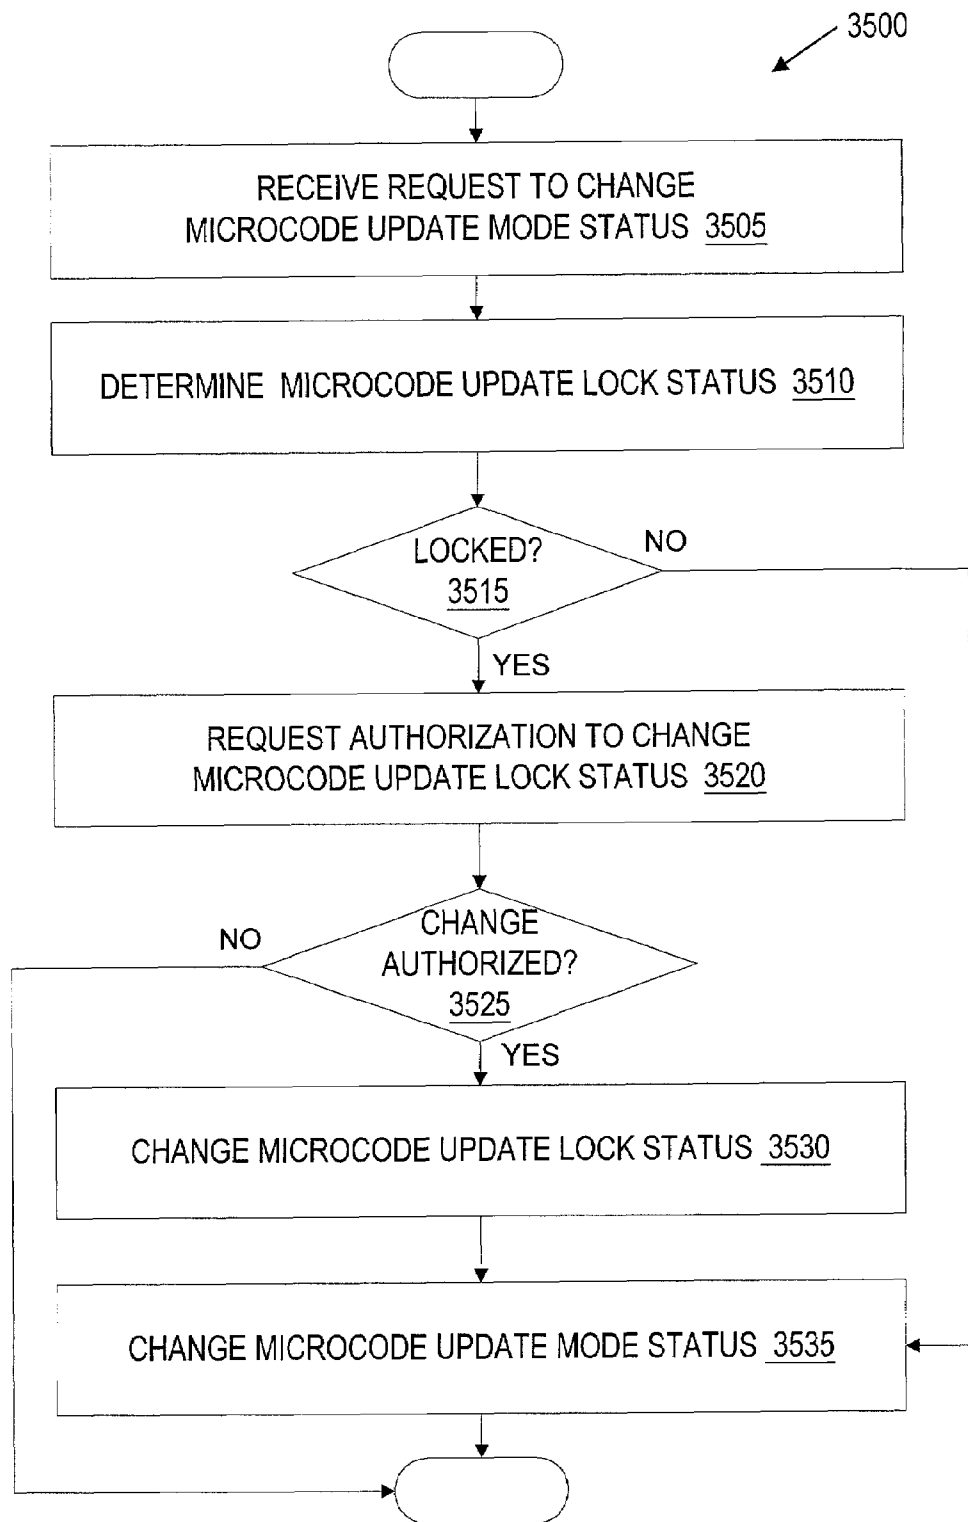 3500
RECEIVE REQUEST TO CHANGE
MICROCODE UPDATE MODE STATUS 3505
DETERMINE MICROCODE UPDATE LOCK STATUS 3510
LOCKED?
3515
NO
YES
REQUEST AUTHORIZATION TO CHANGE
MICROCODE UPDATE LOCK STATUS 3520
CHANGE
AUTHORIZED?
3525
NO
YES
CHANGE MICROCODE UPDATE LOCK STATUS 3530
CHANGE MICROCODE UPDATE MODE STATUS 3535